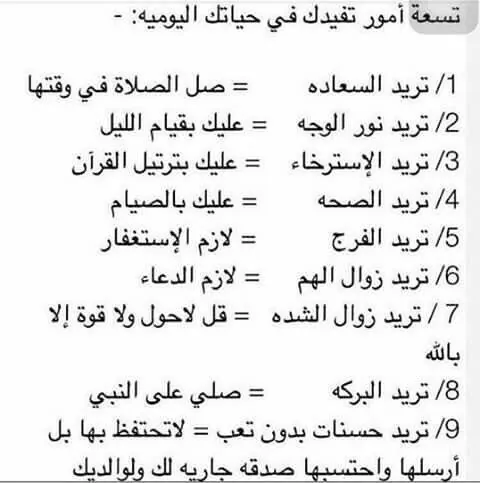 تسعة أمور تفيدك في حياتك اليوميه: -
1/ تريد السعاده = صل الصلاة في وقتها
2/ تريد نور الوجه = عليك بقيام الليل
3/ تريد الإسترخاء = عليك بترتيل القرآن
4/ تريد الصحه = عليك بالصيام
5/ تريد الفرج = لازم الإستغفار
6/ تريد زوال الهم = لازم الدعاء
7 / تريد زوال الشده = قل لاحول ولا قوة إلا
بالله
8/ تريد البركه = صلي على النبي
9/ تريد حسنات بدون تعب = لاتحتفظ بها بل
أرسلها واحتسبها صدقه جاريه لك ولوالديك